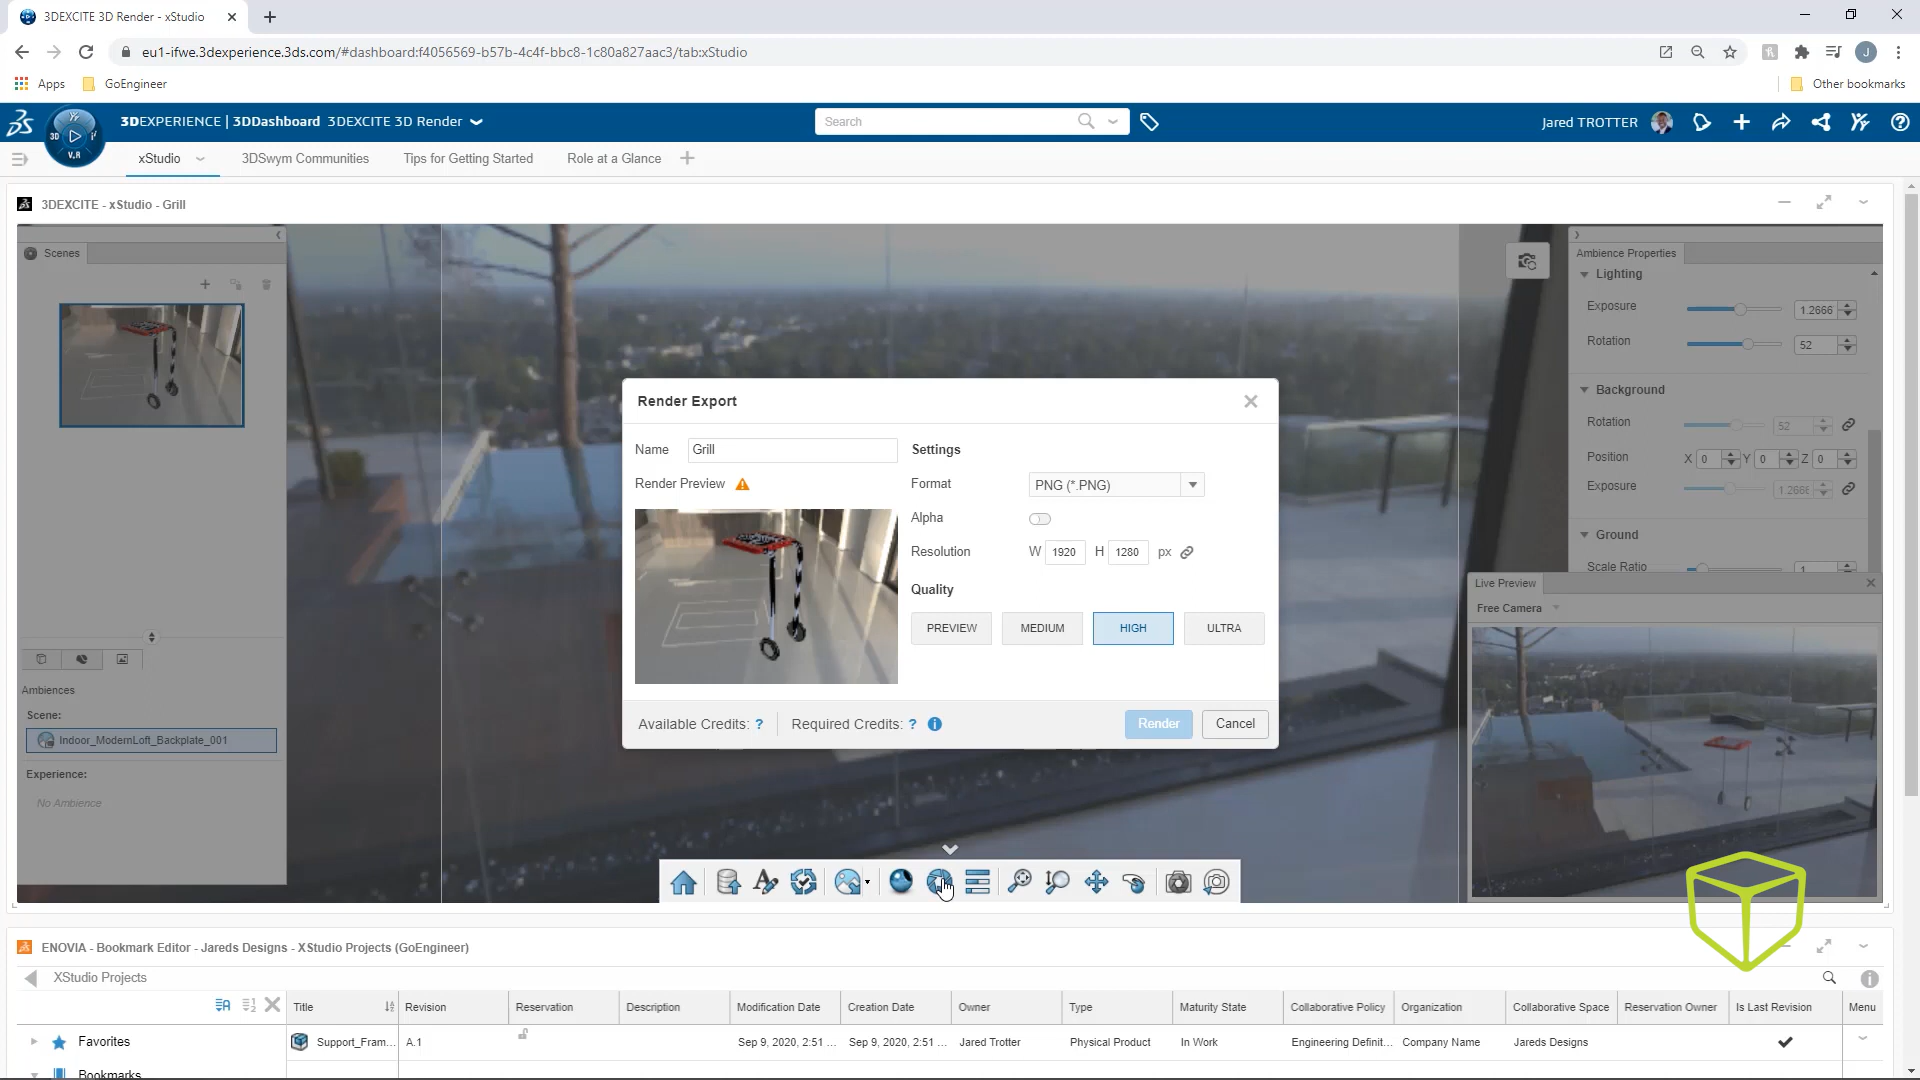 3DEXCITE 3D Render - xStudio
eu1-ifwe.3dexperience.3ds.com/#dashboard:f4056569-b57b-4c4f-bbc8-1c80a827aac3/tab:xStudio
J
Apps GoEngineer Other bookmarks
3D V.R 3DEXPERIENCE | 3DDashboard 3DEXCITE 3D Render Search Jared TROTTER
xStudio 3DSwym Communities Tips for Getting Started Role at a Glance
3DEXCITE - xStudio - Grill
Scenes
Ambiences
Scene:
Indoor_ModernLoft_Backplate_001
Experience:
No Ambience
Render Export
Name Grill
Render Preview
Settings
Format PNG (*.PNG)
Alpha
Resolution W 1920 H 1280 px
Quality
PREVIEW MEDIUM HIGH ULTRA
Available Credits: ? Required Credits: ? Render Cancel
Ambience Properties
Lighting
Exposure 1.2666
Rotation 52
Background
Rotation 52
Position X 0 Y 0 Z 0
Exposure 1.2666
Ground
Scale Ratio 1
Live Preview
Free Camera
ENOVIA - Bookmark Editor - Jareds Designs - XStudio Projects (GoEngineer)
XStudio Projects
Title Revision Reservation Description Modification Date Creation Date Owner Type Maturity State Collaborative Policy Organization Collaborative Space Reservation Owner Is Last Revision Menu
Favorites Support_Fram... A.1 Sep 9, 2020, 2:51 ... Sep 9, 2020, 2:51 ... Jared Trotter Physical Product In Work Engineering Definit... Company Name Jareds Designs
Bookmarks